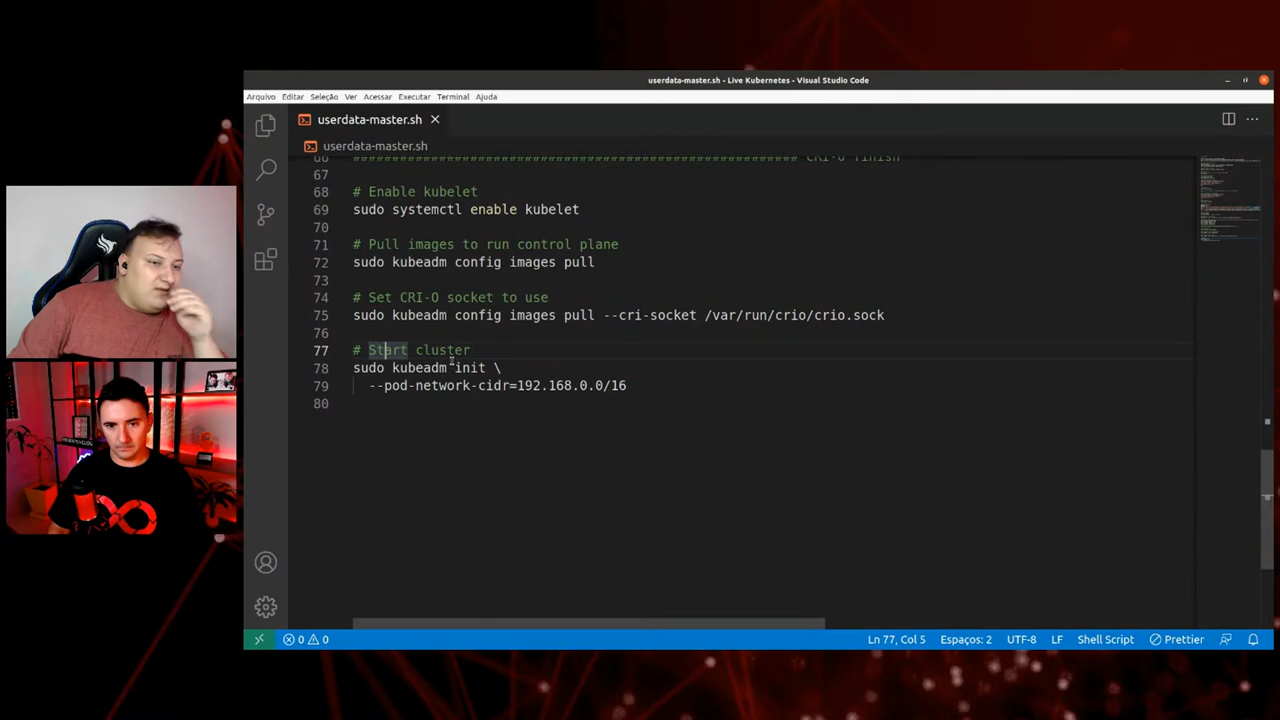 userdata-master.sh - Live Kubernetes - Visual Studio Code
Arquivo Editar Seleção Ver Acessar Executar Terminal Ajuda
userdata-master.sh
userdata-master.sh
66 ######################################################### CRI-O finish
67
68 # Enable kubelet
69 sudo systemctl enable kubelet
70
71 # Pull images to run control plane
72 sudo kubeadm config images pull
73
74 # Set CRI-O socket to use
75 sudo kubeadm config images pull --cri-socket /var/run/crio/crio.sock
76
77 # Start cluster
78 sudo kubeadm init \
79 --pod-network-cidr=192.168.0.0/16
80
0 0 Ln 77, Col 5 Espaços: 2 UTF-8 LF Shell Script Prettier